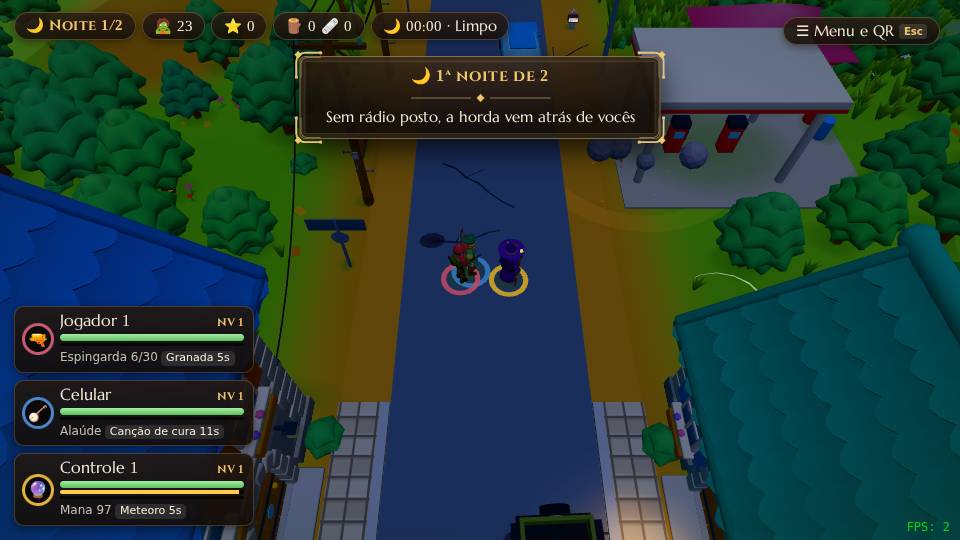 NOITE 1/2
23
0
0
0
00:00 · Limpo
☰ Menu e QR Esc
1ª NOITE DE 2
Sem rádio posto, a horda vem atrás de vocês
Jogador 1 NV 1
Espingarda 6/30 Granada 5s
Celular NV 1
Alaúde Canção de cura 11s
Controle 1 NV 1
Mana 97 Meteoro 5s
FPS: 2